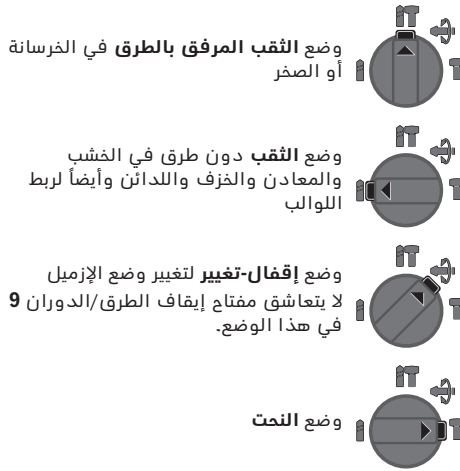 وضع الثقب المرفق بالطرق في الخرسانة
أو الصخر
وضع الثقب دون طرق في الخشب
والمعادن والخزف واللدائن وأيضاً لربط
اللوالب
وضع إقفال-تغيير لتغيير وضع الإزميل
لا يتعاشق مفتاح إيقاف الطرق/الدوران 9
في هذا الوضع.
وضع النحت